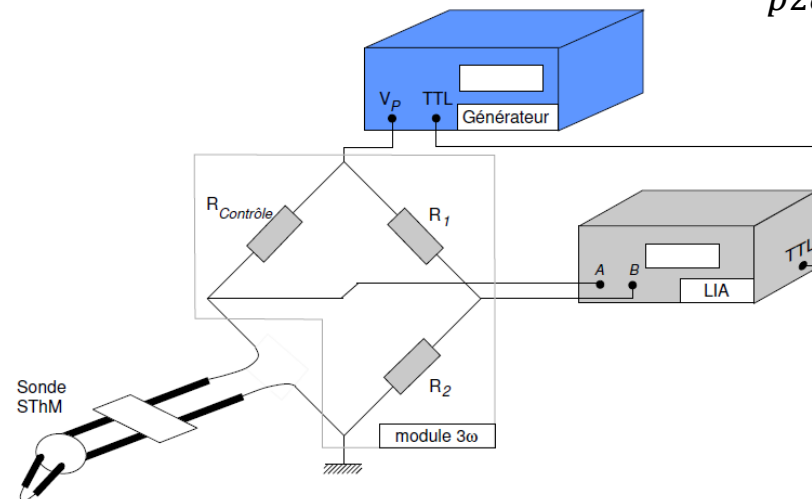 V_P TTL
Générateur
R_Contrôle
R_1
A B
TTL
LIA
Sonde
SThM
R_2
module 3ω